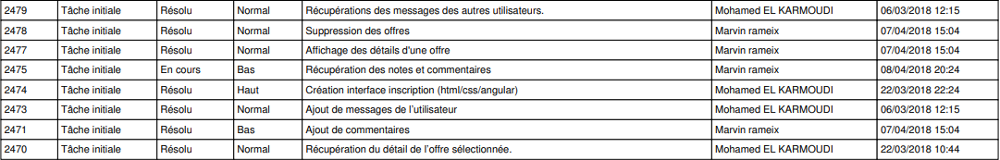 2479 Tâche initiale Résolu Normal Récupérations des messages des autres utilisateurs. Mohamed EL KARMOUDI 06/03/2018 12:15
2478 Tâche initiale Résolu Normal Suppression des offres Marvin rameix 07/04/2018 15:04
2477 Tâche initiale Résolu Normal Affichage des détails d'une offre Marvin rameix 07/04/2018 15:04
2475 Tâche initiale En cours Bas Récupération des notes et commentaires Marvin rameix 08/04/2018 20:24
2474 Tâche initiale Résolu Haut Création interface inscription (html/css/angular) Mohamed EL KARMOUDI 22/03/2018 22:24
2473 Tâche initiale Résolu Normal Ajout de messages de l'utilisateur Mohamed EL KARMOUDI 06/03/2018 12:15
2471 Tâche initiale Résolu Bas Ajout de commentaires Marvin rameix 07/04/2018 15:04
2470 Tâche initiale Résolu Normal Récupération du détail de l'offre sélectionnée. Mohamed EL KARMOUDI 22/03/2018 10:44